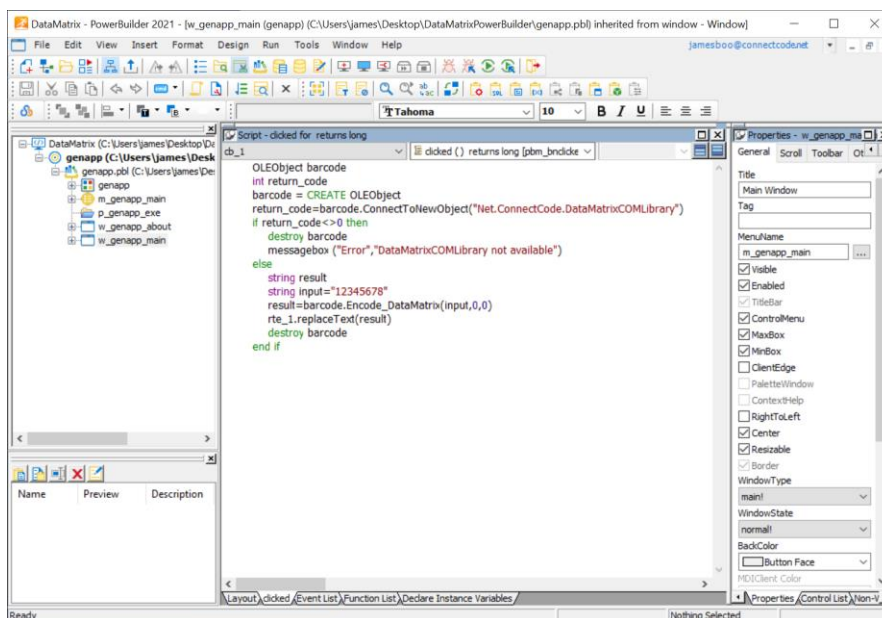 DataMatrix - PowerBuilder 2021 - [w_genapp_main (genapp) (C:\Users\james\Desktop\DataMatrixPowerBuilder\genapp.pbl) inherited from window - Window]
File Edit View Insert Format Design Run Tools Window Help
jamesboo@connectcode.net
Tahoma
10
B I U
DataMatrix (C:\Users\james\Desktop\Da
genapp (C:\Users\james\Desk
genapp.pbl (C:\Users\james\De
genapp
m_genapp_main
p_genapp_exe
w_genapp_about
w_genapp_main
Name Preview Description
Script - clicked for returns long
cb_1
clicked ( ) returns long [pbm_bnclicke
OLEObject barcode
int return_code
barcode = CREATE OLEObject
return_code=barcode.ConnectToNewObject("Net.ConnectCode.DataMatrixCOMLibrary")
if return_code<>0 then
destroy barcode
messagebox ("Error","DataMatrixCOMLibrary not available")
else
string result
string input="12345678"
result=barcode.Encode_DataMatrix(input,0,0)
rte_1.replaceText(result)
destroy barcode
end if
Layout clicked Event List Function List Declare Instance Variables
Properties - w_genapp_ma
General Scroll Toolbar Ot
Title
Main Window
Tag
MenuName
m_genapp_main
...
Visible
Enabled
TitleBar
ControlMenu
MaxBox
MinBox
ClientEdge
PaletteWindow
ContextHelp
RightToLeft
Center
Resizable
Border
WindowType
main!
WindowState
normal!
BackColor
Button Face
MDIClient Color
Properties Control List Non-V
Ready
Nothing Selected